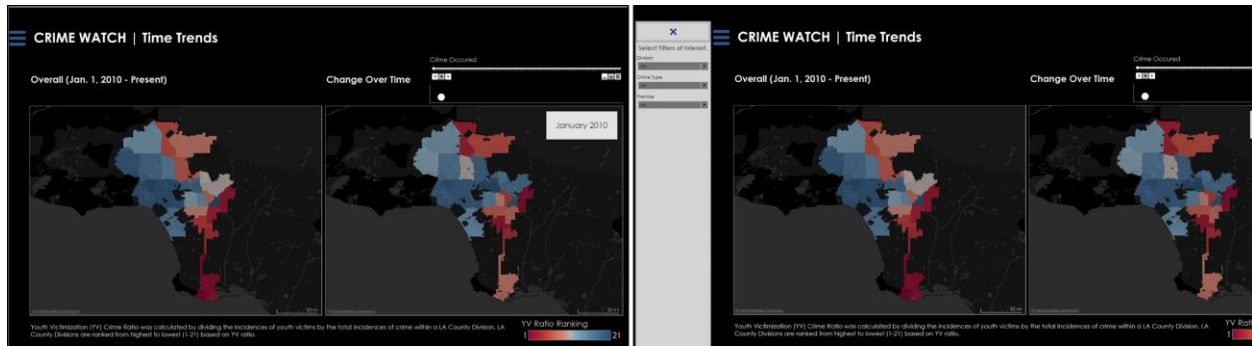 CRIME WATCH | Time Trends
Crime Occured
Overall (Jan. 1, 2010 - Present)
Change Over Time
January 2010
Youth Victimization (YV) Crime Ratio was calculated by dividing the incidences of youth victims by the total incidences of crime within a LA County Division. LA
County Divisions are ranked from highest to lowest (1-21) based on YV ratio.
YV Ratio Ranking
1
21
Select Filters of Interest.
Division
Crime Type
Premise
CRIME WATCH | Time Trends
Crime Occured
Overall (Jan. 1, 2010 - Present)
Change Over Time
Youth Victimization (YV) Crime Ratio was calculated by dividing the incidences of youth victims by the total incidences of crime within a LA County Division. LA
County Divisions are ranked from highest to lowest (1-21) based on YV ratio.
YV Rati
1